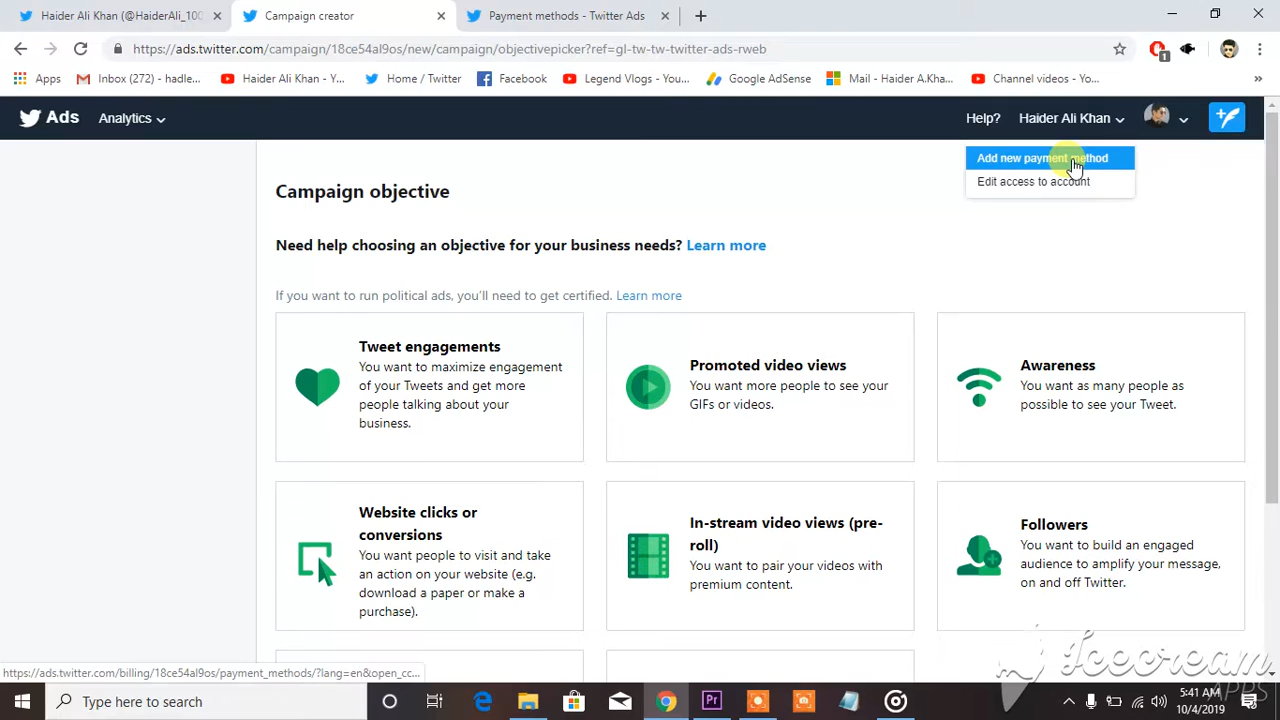 Haider Ali Khan (@HaiderAli_100
Campaign creator
Payment methods - Twitter Ads
https://ads.twitter.com/campaign/18ce54al9os/new/campaign/objectivepicker?ref=gl-tw-tw-twitter-ads-rweb
1
Apps
Inbox (272) - hadle...
Haider Ali Khan - Y...
Home / Twitter
Facebook
Legend Vlogs - You...
Google AdSense
Mail - Haider A.Kha...
Channel videos - Yo...
»
Ads
Analytics
Help?
Haider Ali Khan
Add new payment method
Edit access to account
Campaign objective
Need help choosing an objective for your business needs? Learn more
If you want to run political ads, you'll need to get certified. Learn more
Tweet engagements
You want to maximize engagement
of your Tweets and get more
people talking about your
business.
Promoted video views
You want more people to see your
GIFs or videos.
Awareness
You want as many people as
possible to see your Tweet.
Website clicks or
conversions
You want people to visit and take
an action on your website (e.g.
download a paper or make a
purchase).
In-stream video views (pre-
roll)
You want to pair your videos with
premium content.
Followers
You want to build an engaged
audience to amplify your message,
on and off Twitter.
https://ads.twitter.com/billing/18ce54al9os/payment_methods/?lang=en&open_cc...
Icecream
APPS
Type here to search
Pr
5:41 AM
10/4/2019